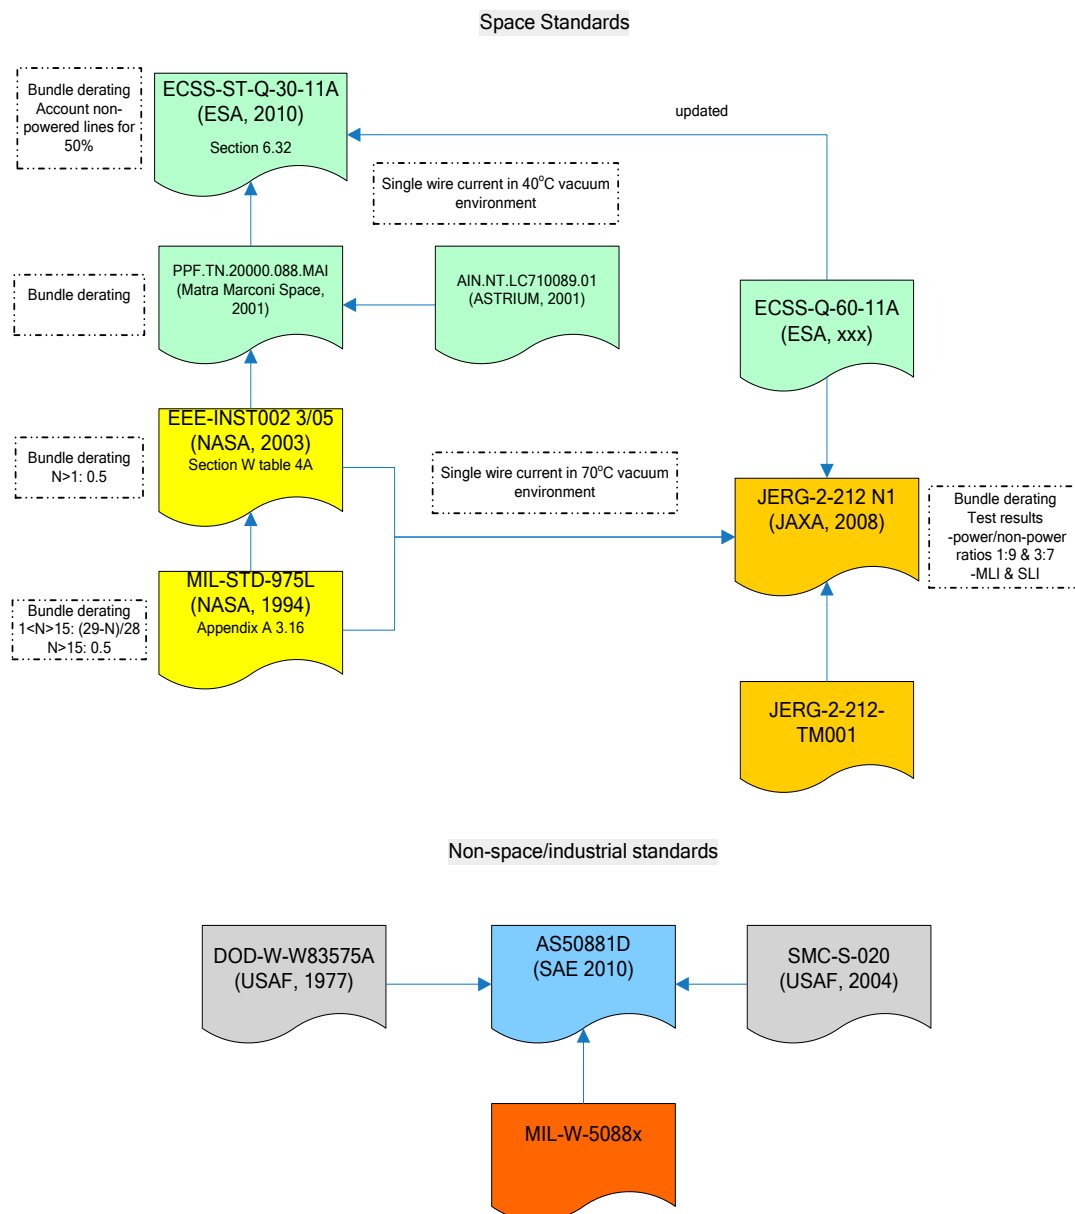 Space Standards
Bundle derating
Account non-
powered lines for
50%
ECSS-ST-Q-30-11A
(ESA, 2010)
Section 6.32
updated
Single wire current in 40°C vacuum
environment
Bundle derating
PPF.TN.20000.088.MAI
(Matra Marconi Space,
2001)
AIN.NT.LC710089.01
(ASTRIUM, 2001)
ECSS-Q-60-11A
(ESA, xxx)
Bundle derating
N>1: 0.5
EEE-INST002 3/05
(NASA, 2003)
Section W table 4A
Single wire current in 70°C vacuum
environment
JERG-2-212 N1
(JAXA, 2008)
Bundle derating
Test results
-power/non-power
ratios 1:9 & 3:7
-MLI & SLI
Bundle derating
1<N>15: (29-N)/28
N>15: 0.5
MIL-STD-975L
(NASA, 1994)
Appendix A 3.16
JERG-2-212-
TM001
Non-space/industrial standards
DOD-W-W83575A
(USAF, 1977)
AS50881D
(SAE 2010)
SMC-S-020
(USAF, 2004)
MIL-W-5088x